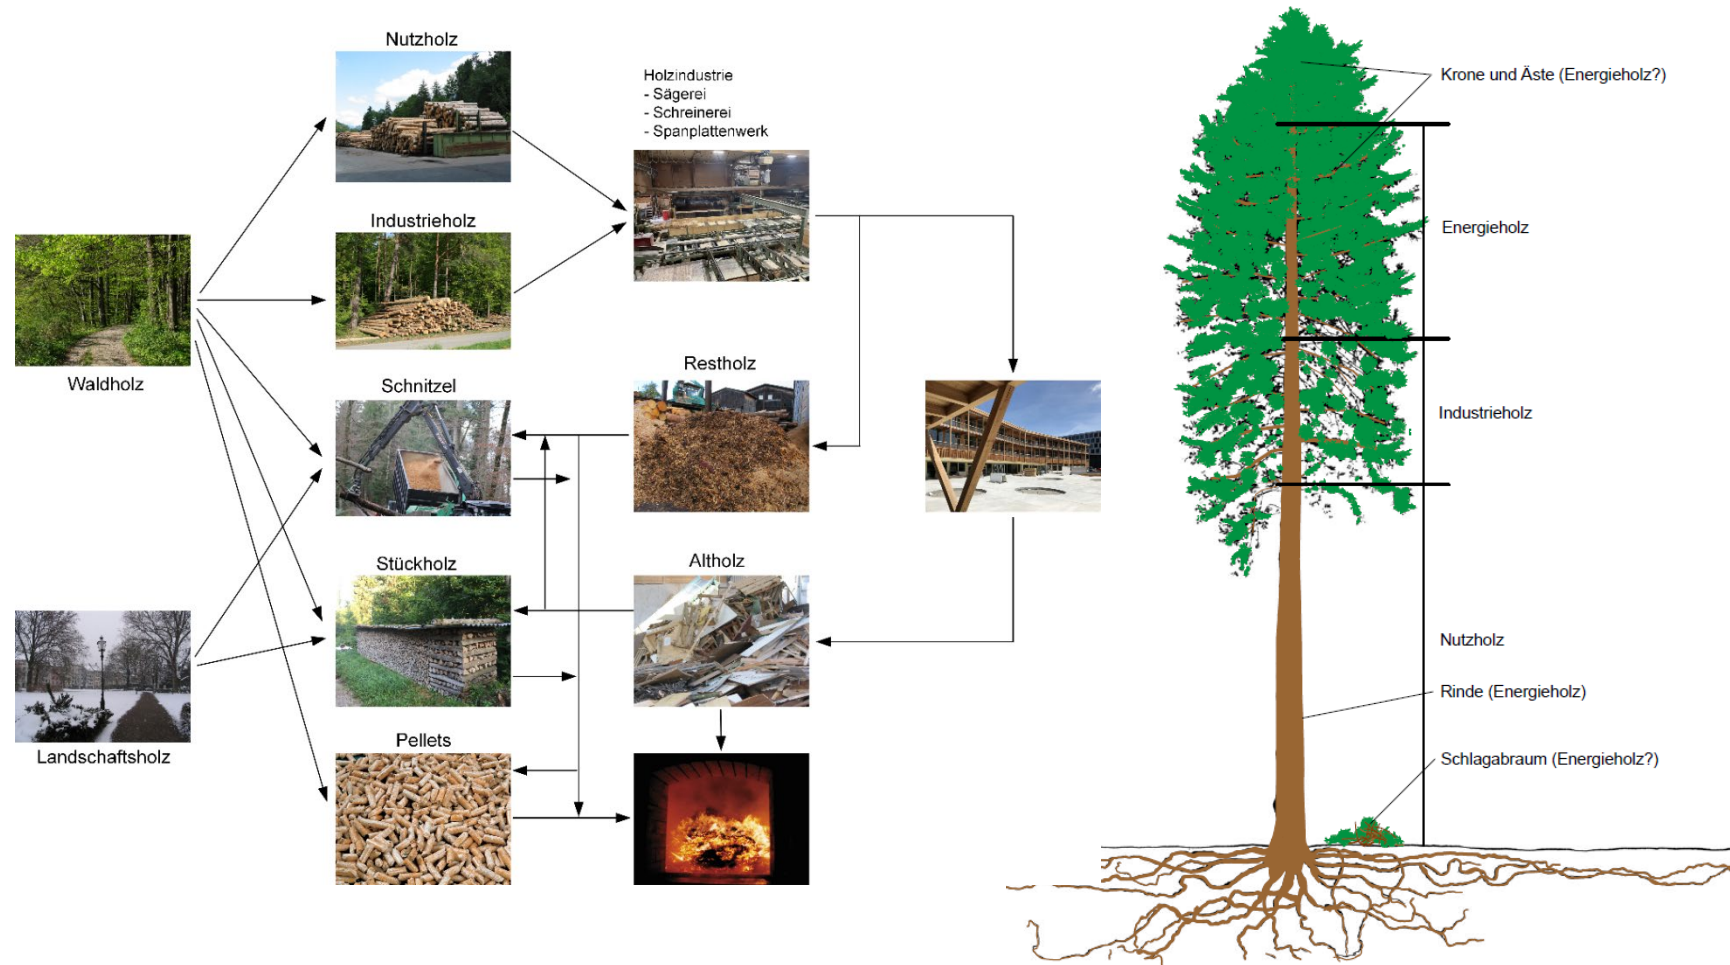 Nutzholz
Holzindustrie
- Sägerei
- Schreinerei
- Spanplattenwerk
Industrieholz
Waldholz
Schnitzel
Restholz
Stückholz
Altholz
Landschaftsholz
Pellets
Krone und Äste (Energieholz?)
Energieholz
Industrieholz
Nutzholz
Rinde (Energieholz)
Schlagabraum (Energieholz?)